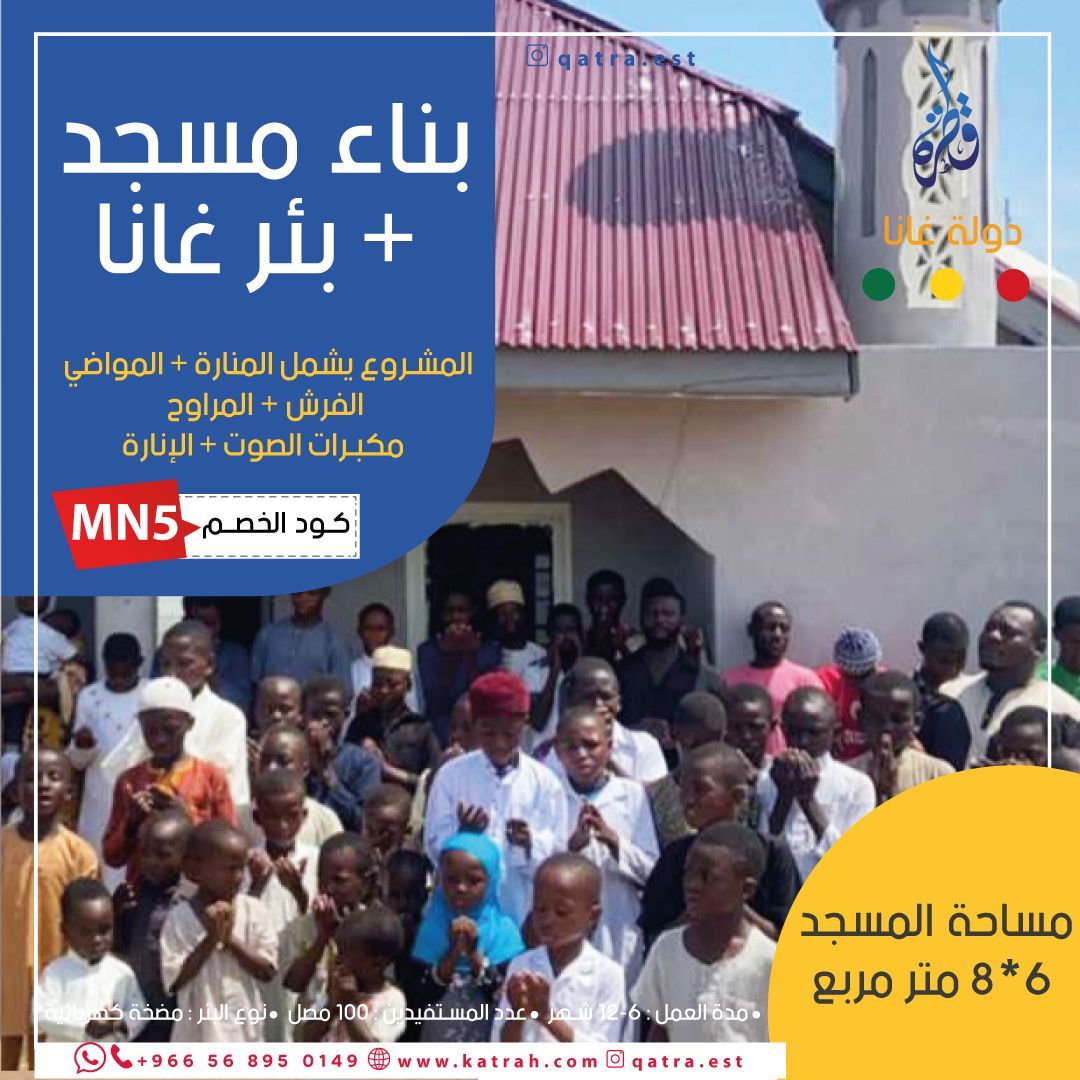 qatra.est
قطرة
دولة غانا
بناء مسجد
+ بئر غانا
المشروع يشمل المنارة + المواضي
الفرش + المراوح
مكبرات الصوت + الإنارة
كود الخصم MN5
مساحة المسجد
6*8 متر مربع
•مدة العمل : 6-12 شهر •عدد المستفيدين : 100 مصل •نوع البئر : مضخة كهربائية
+966 56 895 0149 www.katrah.com qatra.est